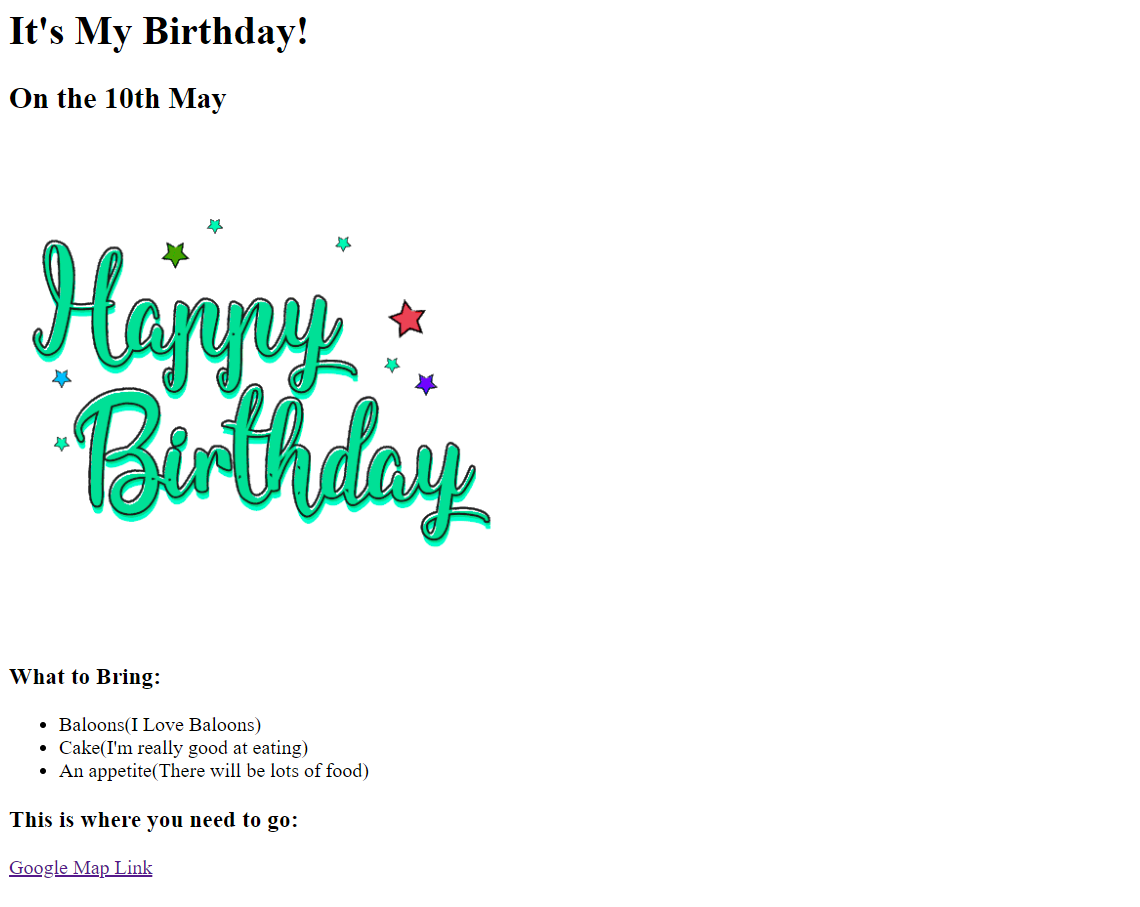 It's My Birthday!
On the 10th May
Happy
Birthday
What to Bring:
Baloons(I Love Baloons)
Cake(I'm really good at eating)
An appetite(There will be lots of food)
This is where you need to go:
Google Map Link